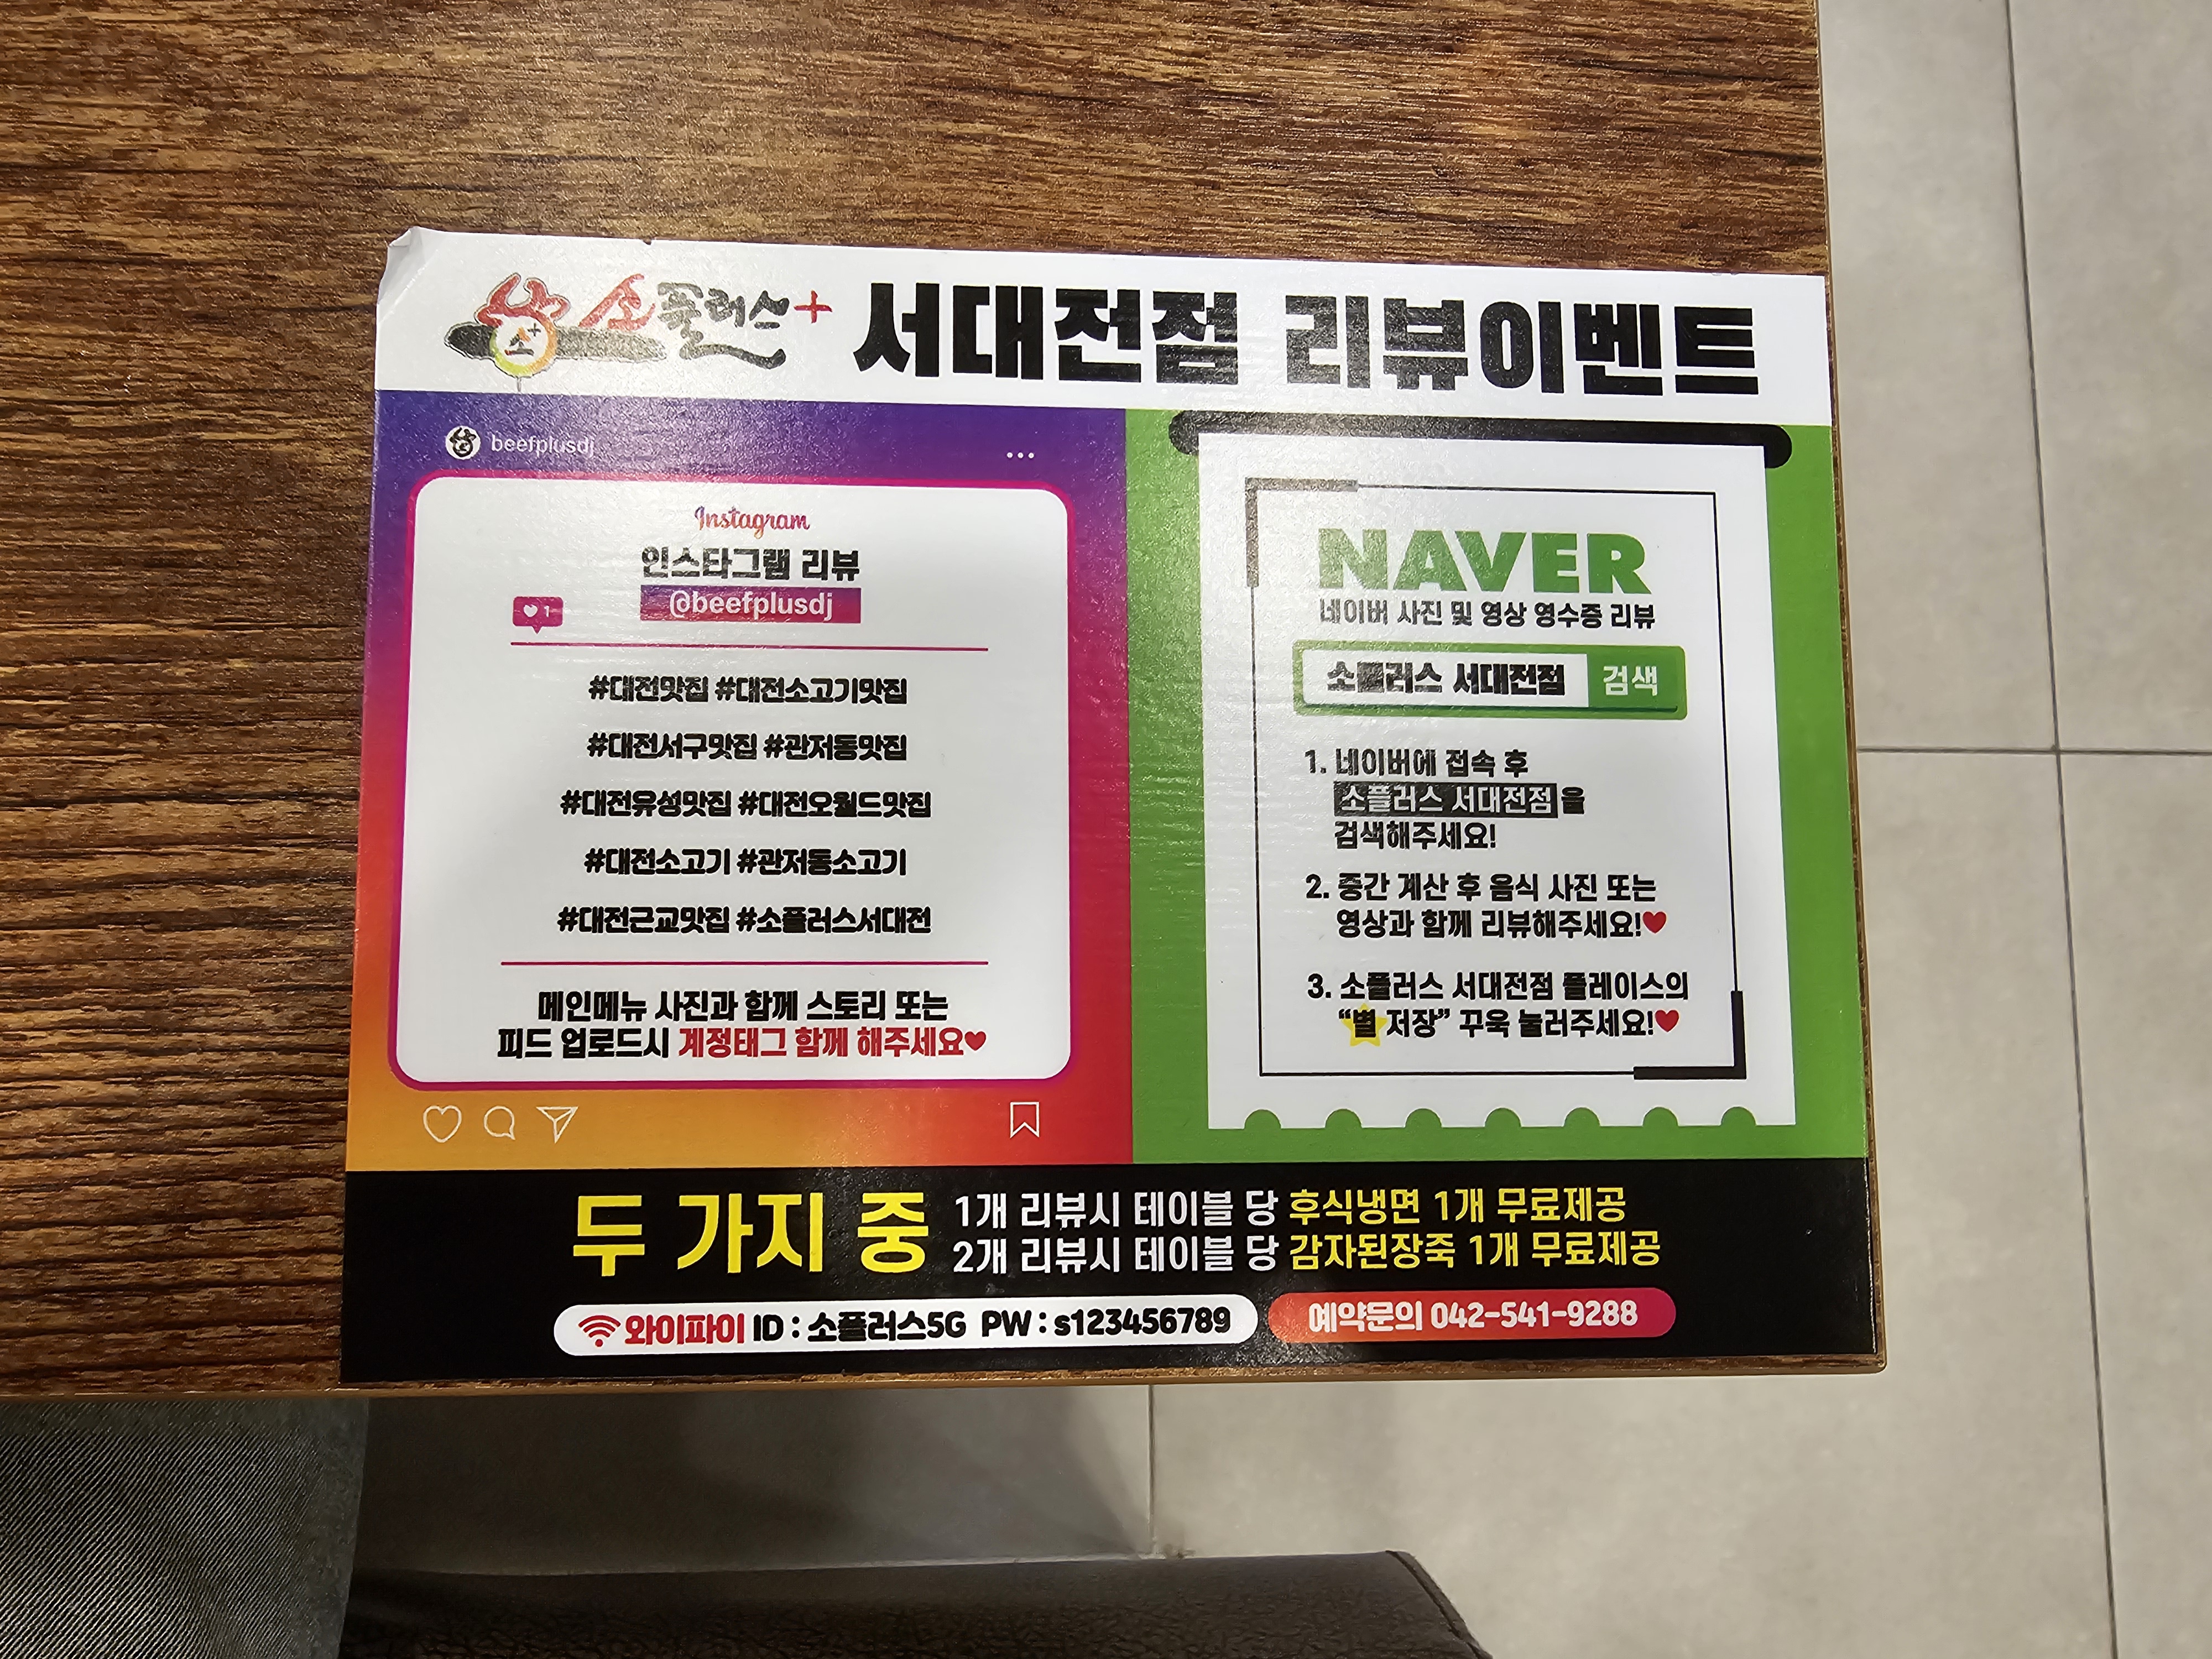 소플러스+ 서대전점 리뷰이벤트
beefplusdj
Instagram
인스타그램 리뷰
@beefplusdj
1
#대전맛집 #대전소고기맛집
#대전서구맛집 #관저동맛집
#대전유성맛집 #대전오월드맛집
#대전소고기 #관저동소고기
#대전근교맛집 #소플러스서대전
메인메뉴 사진과 함께 스토리 또는
피드 업로드시 계정태그 함께 해주세요♥
NAVER
네이버 사진 및 영상 영수증 리뷰
소플러스 서대전점 검색
1. 네이버에 접속 후
소플러스 서대전점 을
검색해주세요!
2. 중간 계산 후 음식 사진 또는
영상과 함께 리뷰해주세요!♥
3. 소플러스 서대전점 플레이스의
“별 저장” 꾸욱 눌러주세요!♥
두 가지 중
1개 리뷰시 테이블 당 후식냉면 1개 무료제공
2개 리뷰시 테이블 당 감자된장죽 1개 무료제공
와이파이 ID : 소플러스5G PW : s123456789
예약문의 042-541-9288